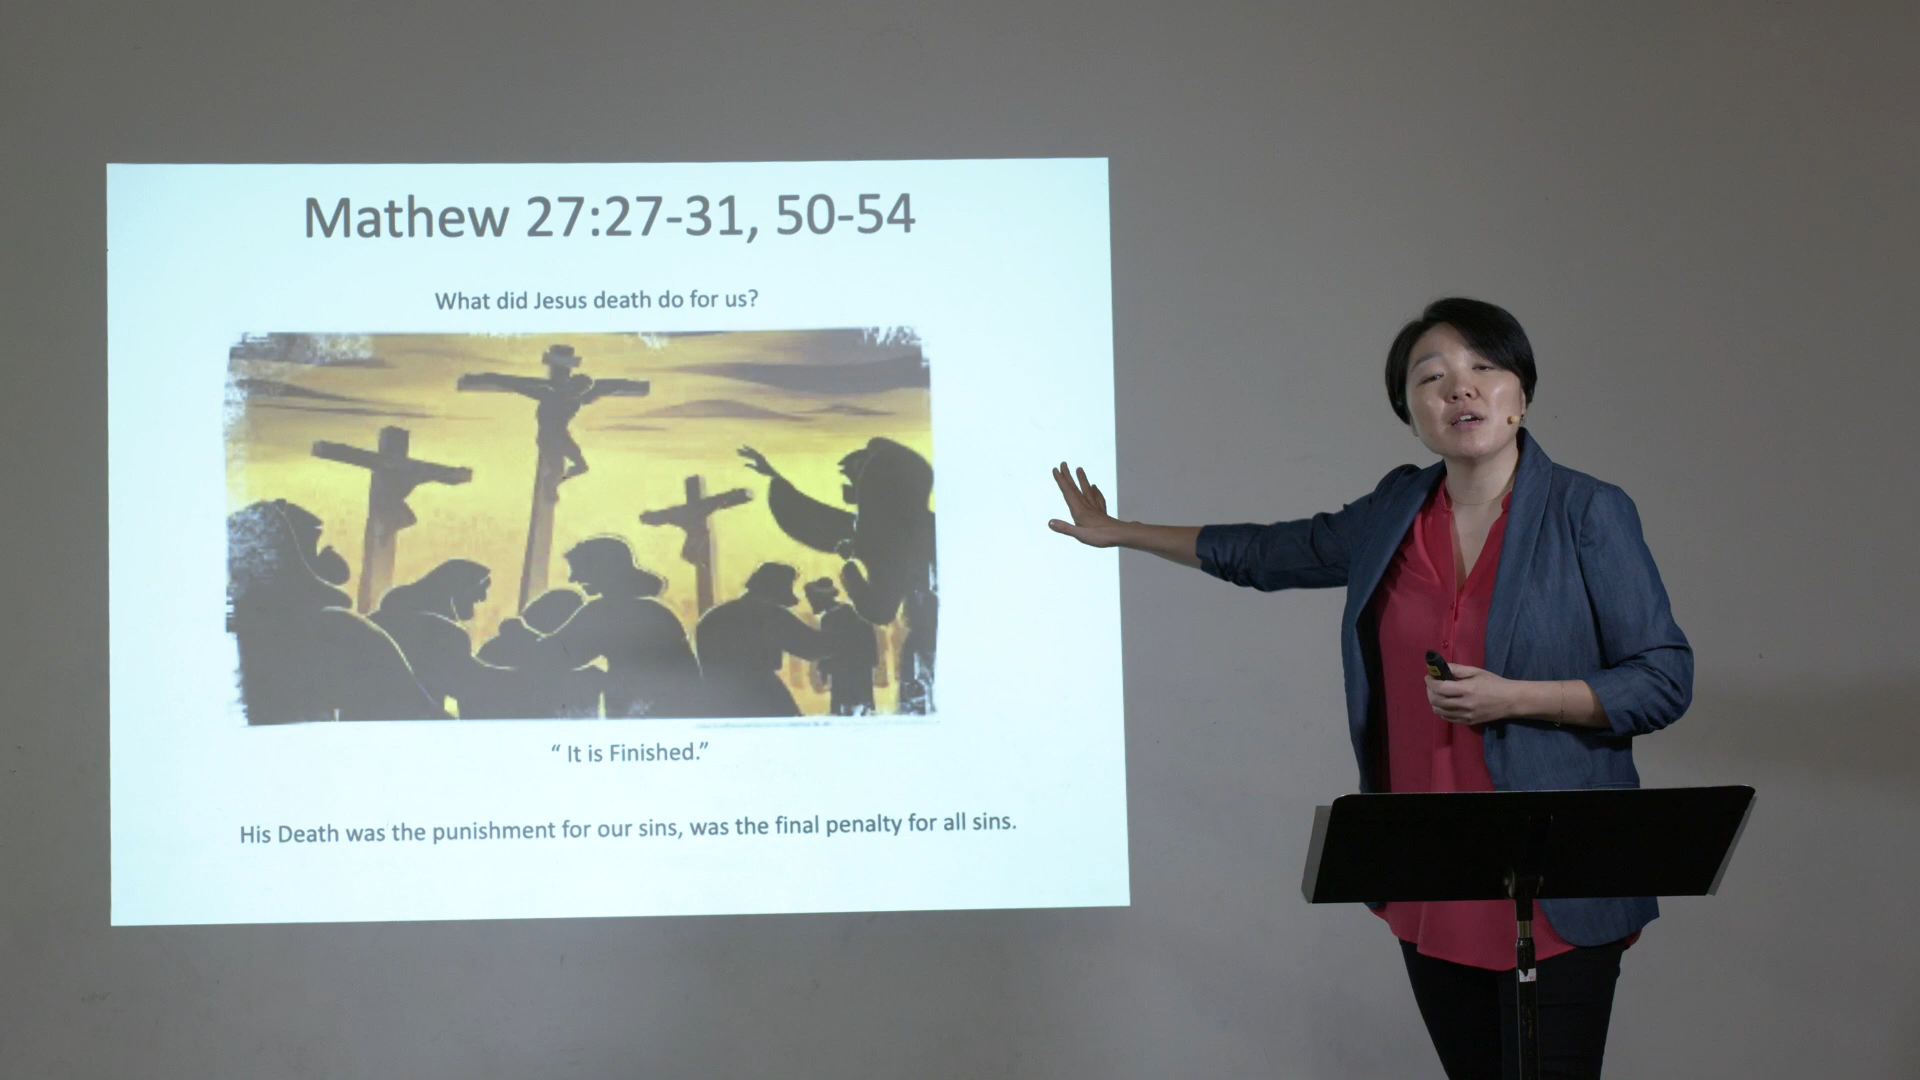 Mathew 27:27-31, 50-54
What did Jesus death do for us?
“ It is Finished.”
His Death was the punishment for our sins, was the final penalty for all sins.